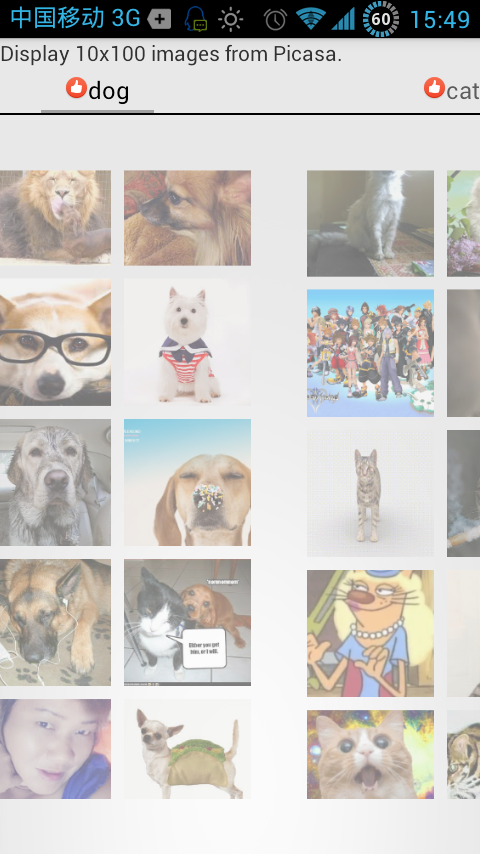 中国移动 3G 60 15:49
Display 10x100 images from Picasa.
dog cat
Either you get
him, or I will.